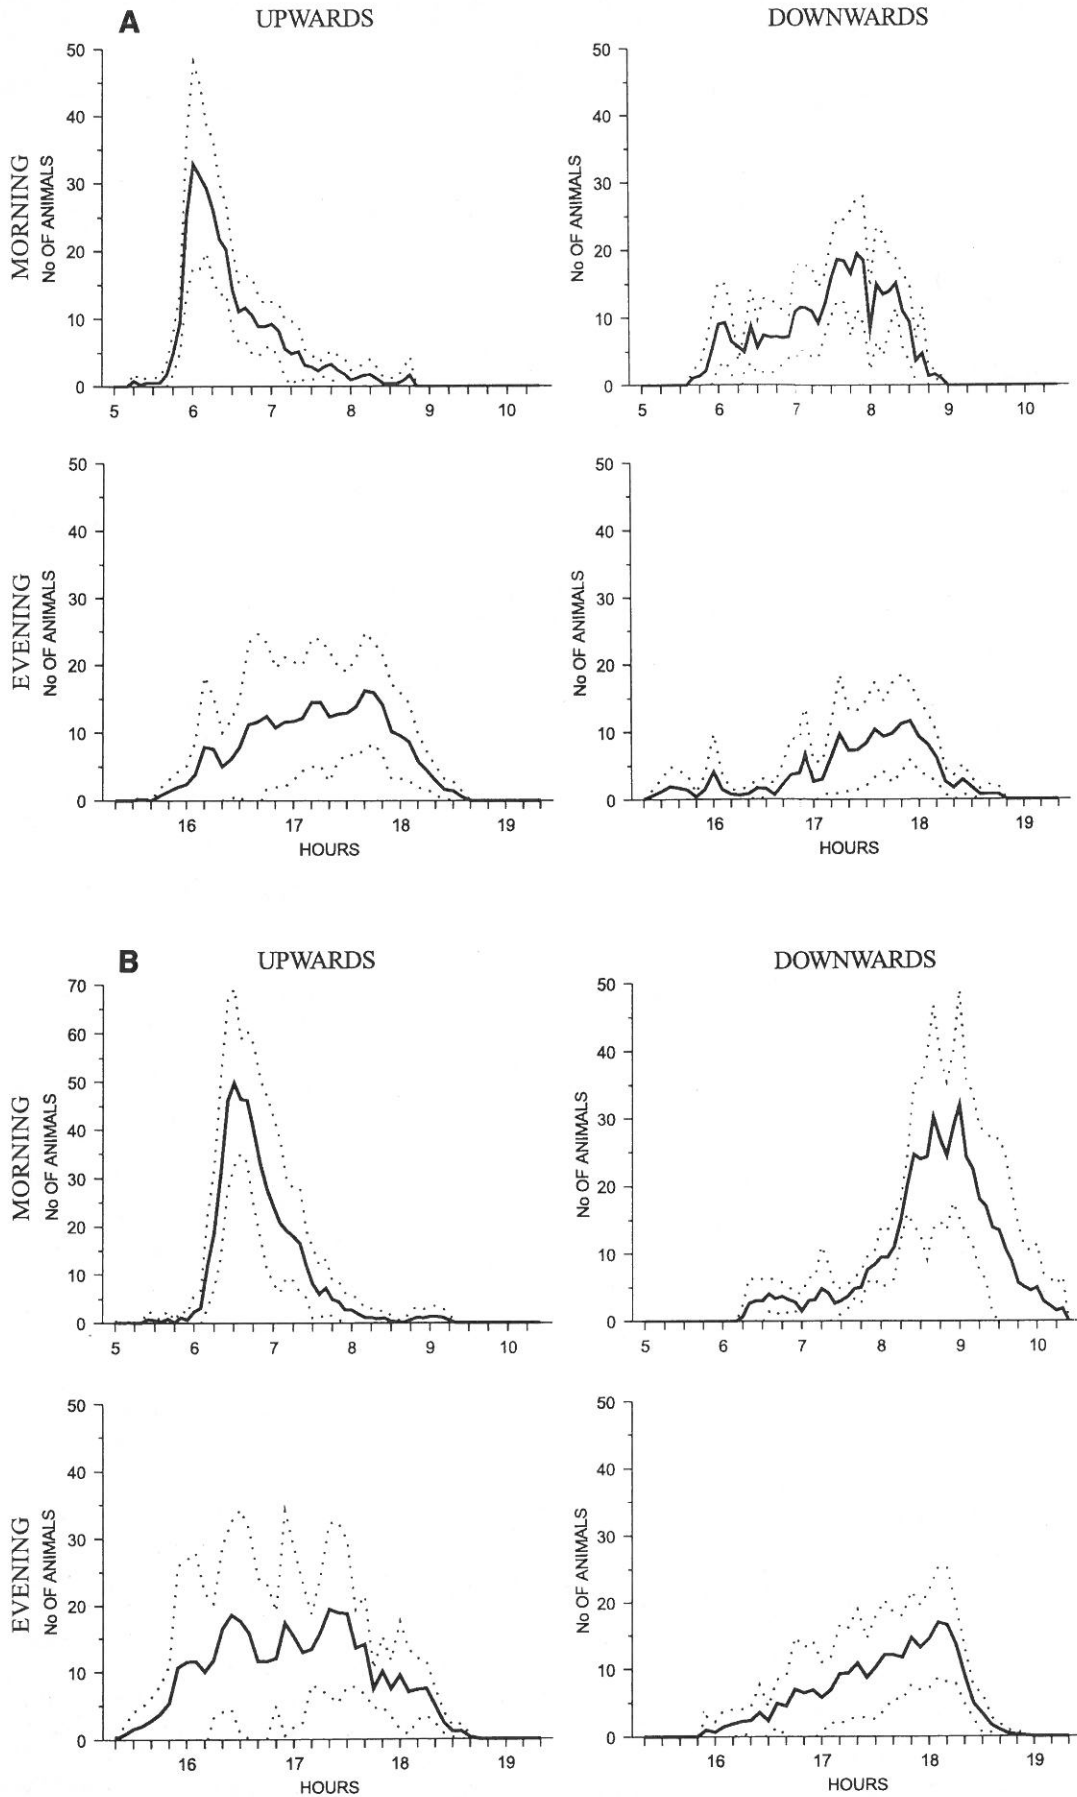 A
UPWARDS
DOWNWARDS
MORNING
No OF ANIMALS
50
40
30
20
10
0
5 6 7 8 9 10
No OF ANIMALS
50
40
30
20
10
0
5 6 7 8 9 10
EVENING
No OF ANIMALS
50
40
30
20
10
0
16 17 18 19
HOURS
No OF ANIMALS
50
40
30
20
10
0
16 17 18 19
HOURS
B
UPWARDS
DOWNWARDS
MORNING
No OF ANIMALS
70
60
50
40
30
20
10
0
5 6 7 8 9 10
No OF ANIMALS
50
40
30
20
10
0
5 6 7 8 9 10
EVENING
No OF ANIMALS
50
40
30
20
10
0
16 17 18 19
HOURS
No OF ANIMALS
50
40
30
20
10
0
16 17 18 19
HOURS